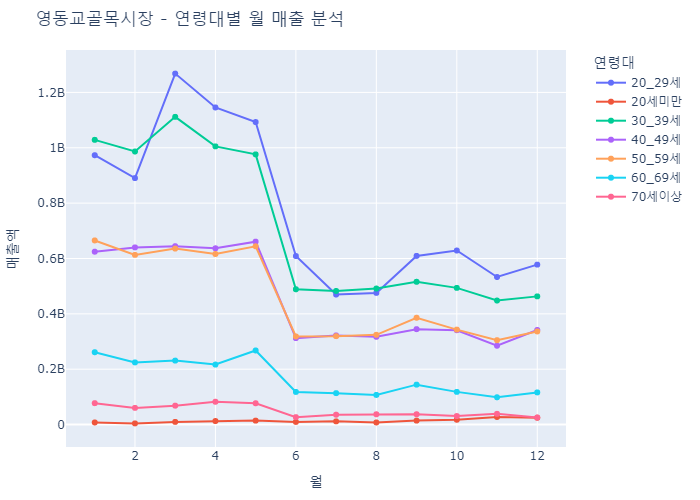 영동교골목시장 - 연령대별 월 매출 분석
연령대
20_29세
20세미만
30_39세
40_49세
50_59세
60_69세
70세이상
매출액
1.2B
1B
0.8B
0.6B
0.4B
0.2B
0
2
4
6
8
10
12
월